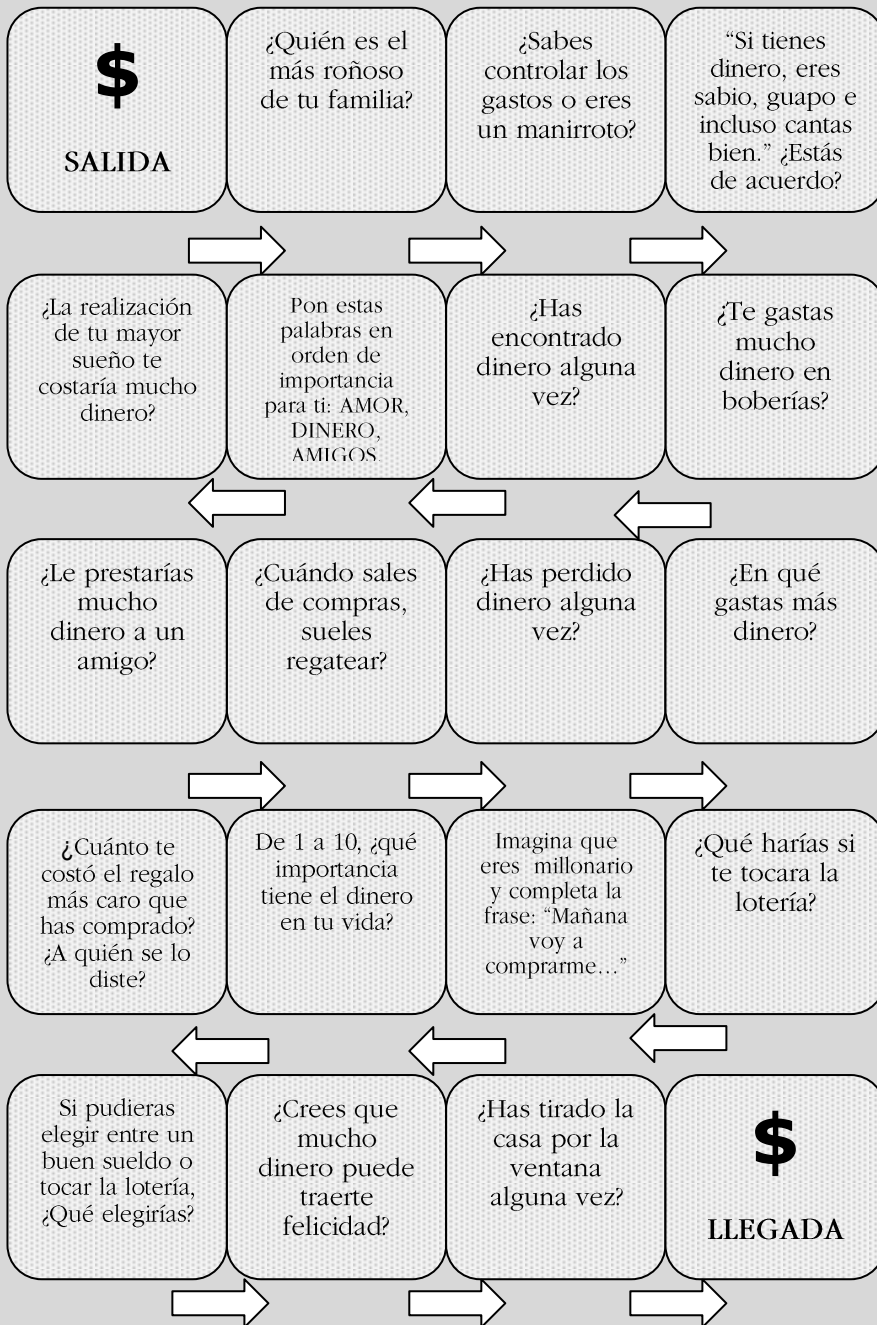 $
SALIDA
¿Quién es el
más roñoso
de tu familia?
¿Sabes
controlar los
gastos o eres
un manirroto?
“Si tienes
dinero, eres
sabio, guapo e
incluso cantas
bien.” ¿Estás
de acuerdo?
¿La realización
de tu mayor
sueño te
costaría mucho
dinero?
Pon estas
palabras en
orden de
importancia
para ti: AMOR,
DINERO,
AMIGOS.
¿Has
encontrado
dinero alguna
vez?
¿Te gastas
mucho
dinero en
boberías?
¿Le prestarías
mucho
dinero a un
amigo?
¿Cuándo sales
de compras,
sueles
regatear?
¿Has perdido
dinero alguna
vez?
¿En qué
gastas más
dinero?
¿Cuánto te
costó el regalo
más caro que
has comprado?
¿A quién se lo
diste?
De 1 a 10, ¿qué
importancia
tiene el dinero
en tu vida?
Imagina que
eres millonario
y completa la
frase: “Mañana
voy a
comprarme…”
¿Qué harías si
te tocara la
lotería?
Si pudieras
elegir entre un
buen sueldo o
tocar la lotería,
¿Qué elegirías?
¿Crees que
mucho
dinero puede
traerte
felicidad?
¿Has tirado la
casa por la
ventana
alguna vez?
$
LLEGADA